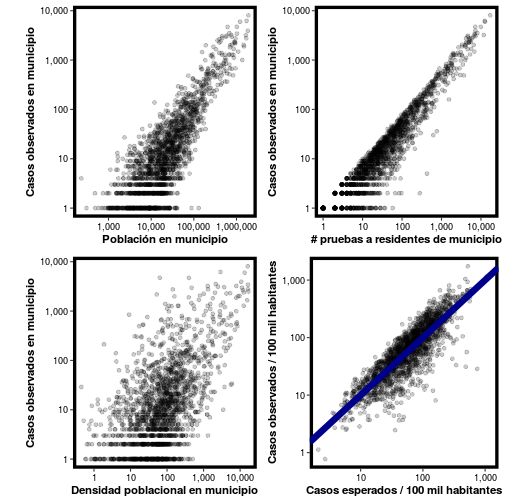 10,000
1,000
100
10
1
Casos observados en municipio
1,000 10,000 100,000 1,000,000
Población en municipio
10,000
1,000
100
10
1
Casos observados en municipio
1 10 100 1,000 10,000
# pruebas a residentes de municipio
10,000
1,000
100
10
1
Casos observados en municipio
1 10 100 1,000 10,000
Densidad poblacional en municipio
1,000
100
10
1
Casos observados / 100 mil habitantes
10 100 1,000
Casos esperados / 100 mil habitantes